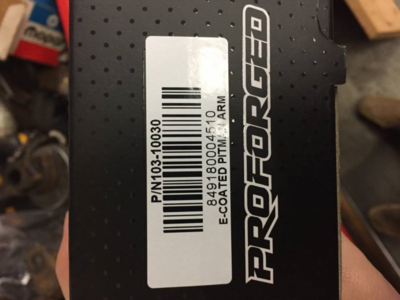 P/N103-10030
849180004510
E-COATED PITMAN ARM
PROFORGED